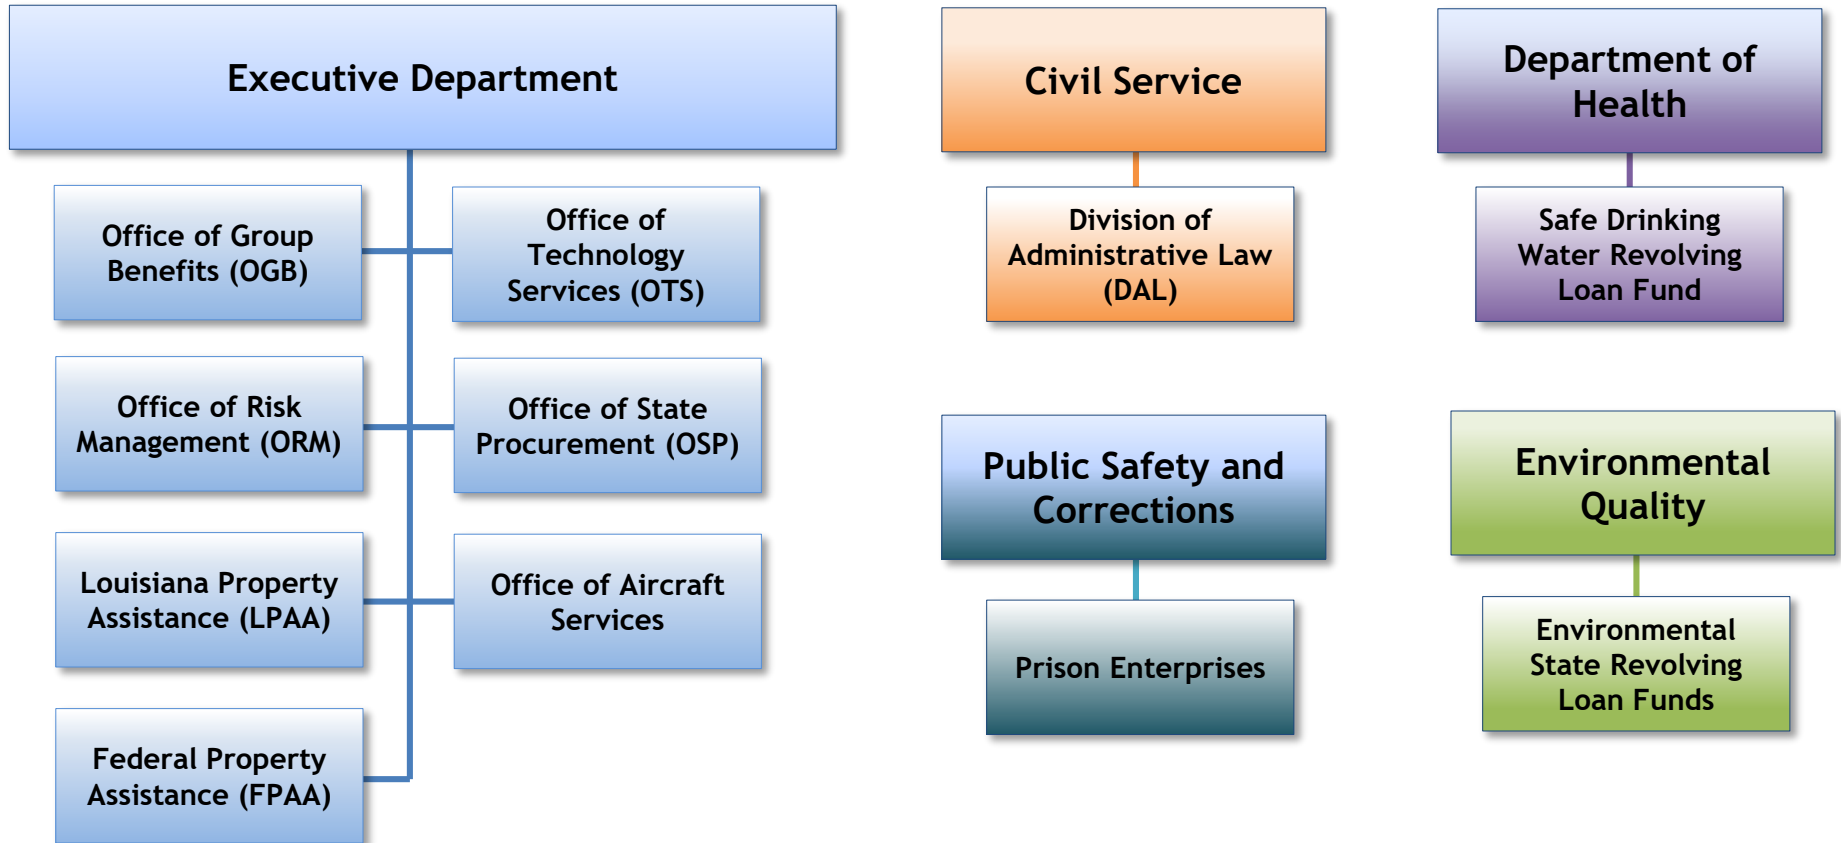 Executive Department
Office of Group
Benefits (OGB)
Office of
Technology
Services (OTS)
Office of Risk
Management (ORM)
Office of State
Procurement (OSP)
Louisiana Property
Assistance (LPAA)
Office of Aircraft
Services
Federal Property
Assistance (FPAA)
Civil Service
Division of
Administrative Law
(DAL)
Department of
Health
Safe Drinking
Water Revolving
Loan Fund
Public Safety and
Corrections
Prison Enterprises
Environmental
Quality
Environmental
State Revolving
Loan Funds